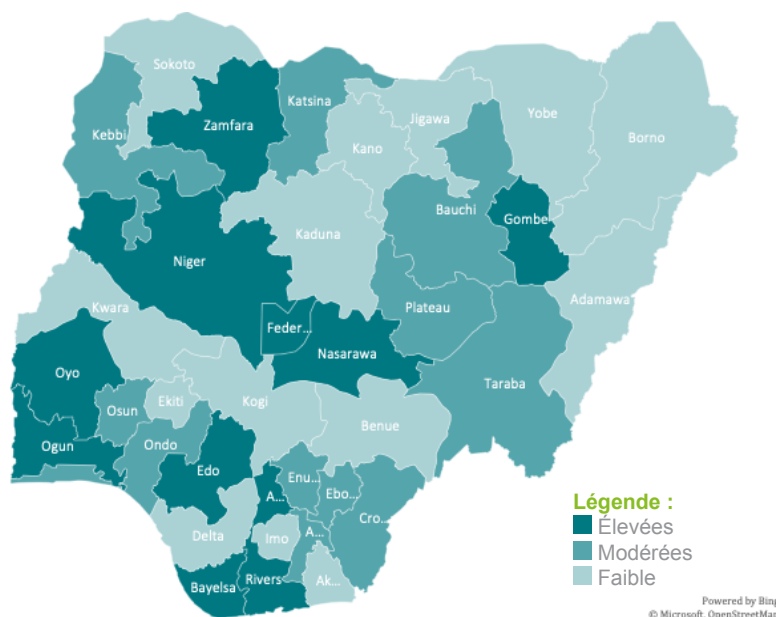 Sokoto
Katsina
Zamfara
Kebbi
Jigawa
Yobe
Borno
Kano
Bauchi
Gombe
Kaduna
Niger
Adamawa
Plateau
Kwara
Feder ...
Nasarawa
Oyo
Taraba
Kogi
Ekiti
Osun
Benue
Ogun
Ondo
Edo
Enu...
Ebo...
A...
Cro...
Delta
Imo
A...
Ak...
Bayelsa
Rivers
Légende :
Élevées
Modérées
Faible
Powered by Bing
© Microsoft, OpenStreetMap